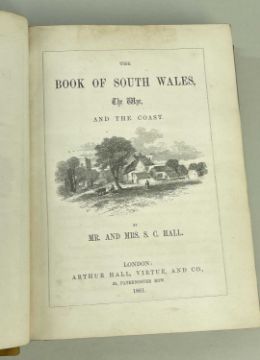 THE
BOOK OF SOUTH WALES,
The Wye,
AND THE COAST
BY
MR. AND MRS. S. C. HALL.
LONDON:
ARTHUR HALL, VIRTUE, AND CO.,
25, PATERNOSTER ROW.
1861.